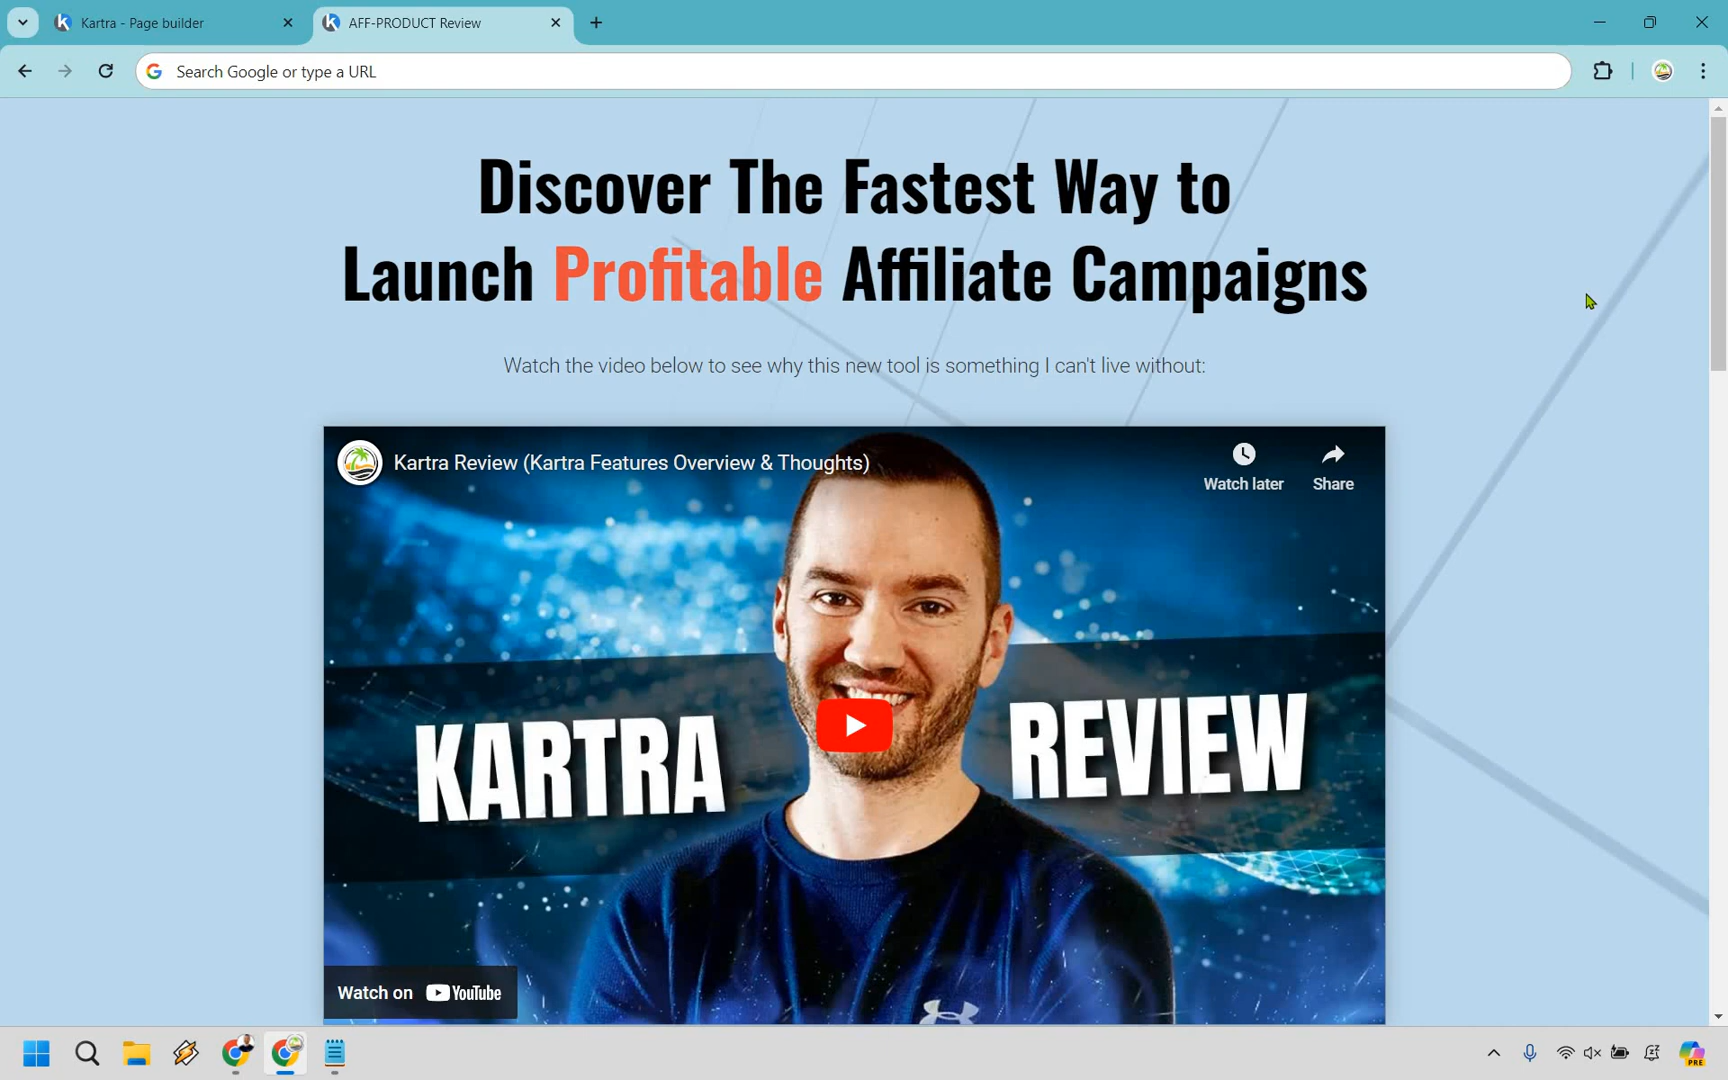 Kartra - Page builder
AFF-PRODUCT Review
Search Google or type a URL
Discover The Fastest Way to
Launch Profitable Affiliate Campaigns
Watch the video below to see why this new tool is something I can't live without:
Kartra Review (Kartra Features Overview & Thoughts)
Watch later
Share
KARTRA REVIEW
Watch on YouTube
PRE